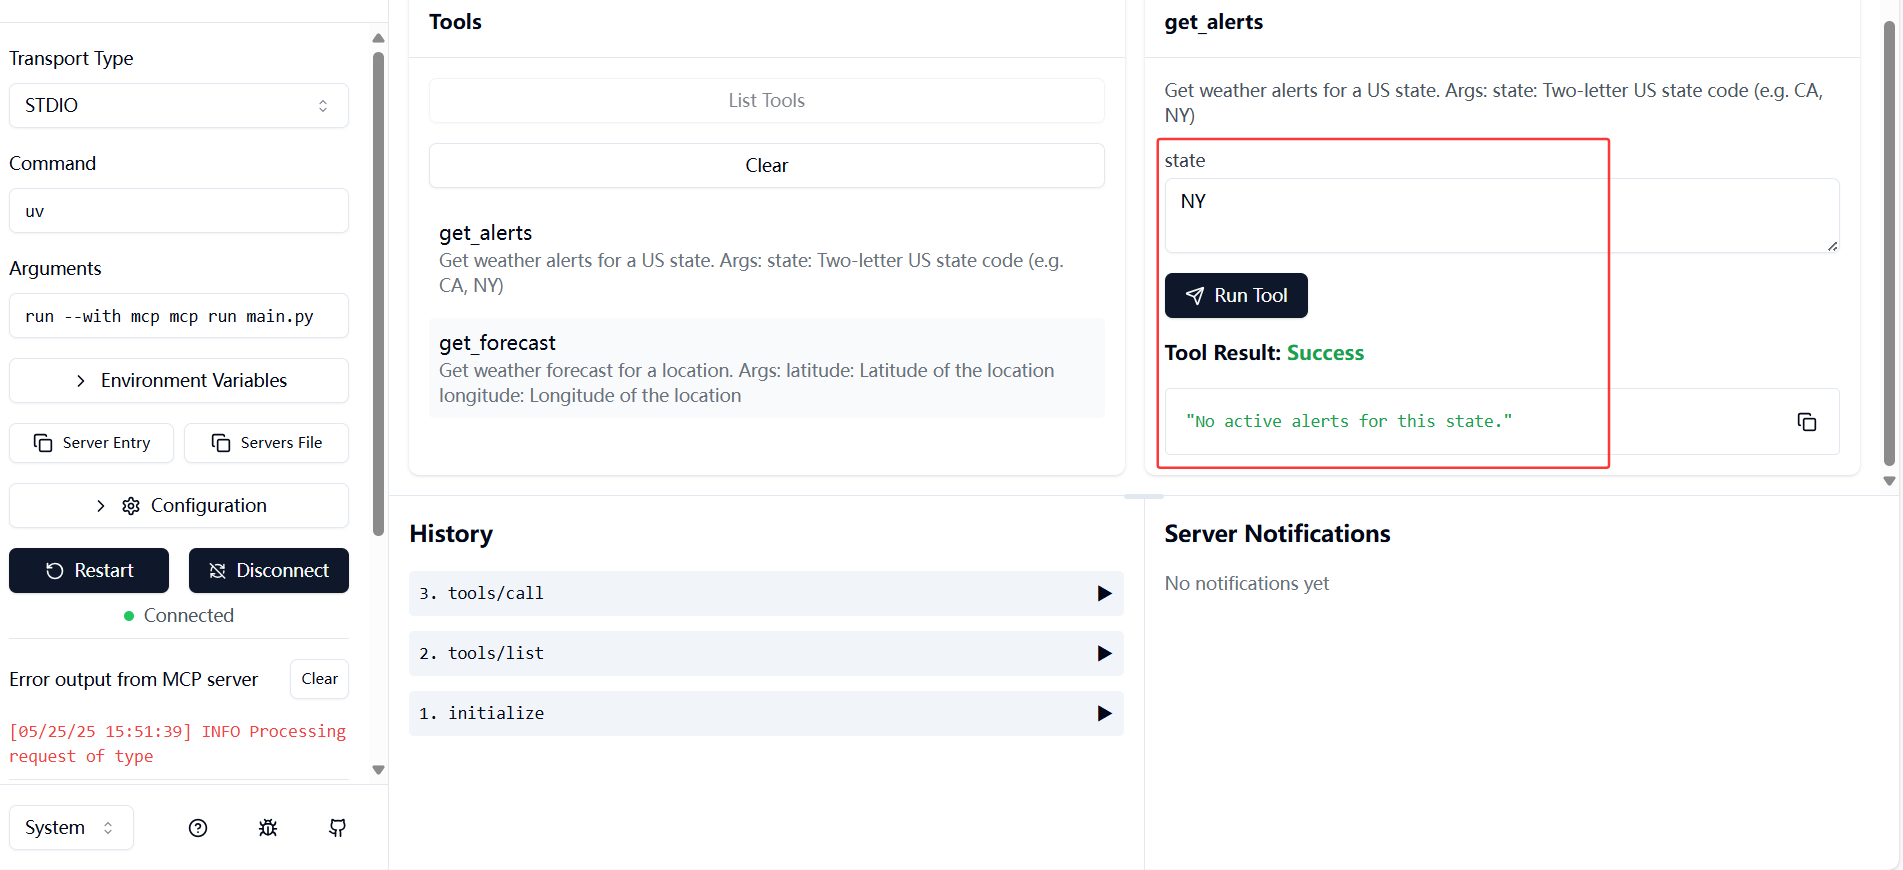 Transport Type
STDIO
Command
uv
Arguments
run --with mcp mcp run main.py
Environment Variables
Server Entry
Servers File
Configuration
Restart
Disconnect
Connected
Error output from MCP server
Clear
[05/25/25 15:51:39] INFO Processing
request of type
System
Tools
List Tools
Clear
get_alerts
Get weather alerts for a US state. Args: state: Two-letter US state code (e.g.
CA, NY)
get_forecast
Get weather forecast for a location. Args: latitude: Latitude of the location
longitude: Longitude of the location
get_alerts
Get weather alerts for a US state. Args: state: Two-letter US state code (e.g. CA,
NY)
state
NY
Run Tool
Tool Result: Success
"No active alerts for this state."
History
3. tools/call
2. tools/list
1. initialize
Server Notifications
No notifications yet